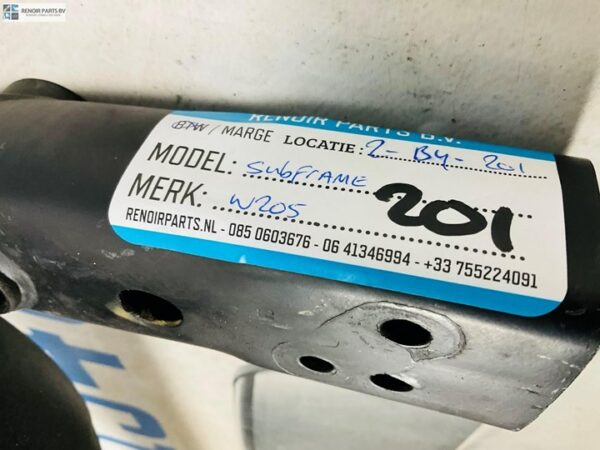 RENOIR PARTS BV
RENOIR PARTS B.V.
BTW / MARGE LOCATIE: 2-B4-201
MODEL: SUBFRAME
MERK: W205
201
RENOIRPARTS.NL - 085 0603676 - 06 41346994 - +33 755224091